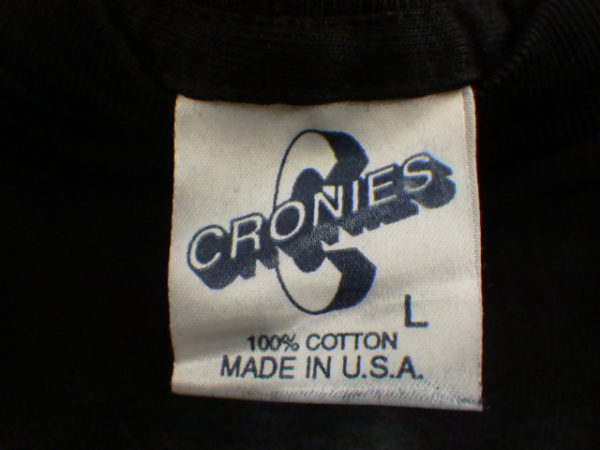 CRONIES
L
100% COTTON
MADE IN U.S.A.